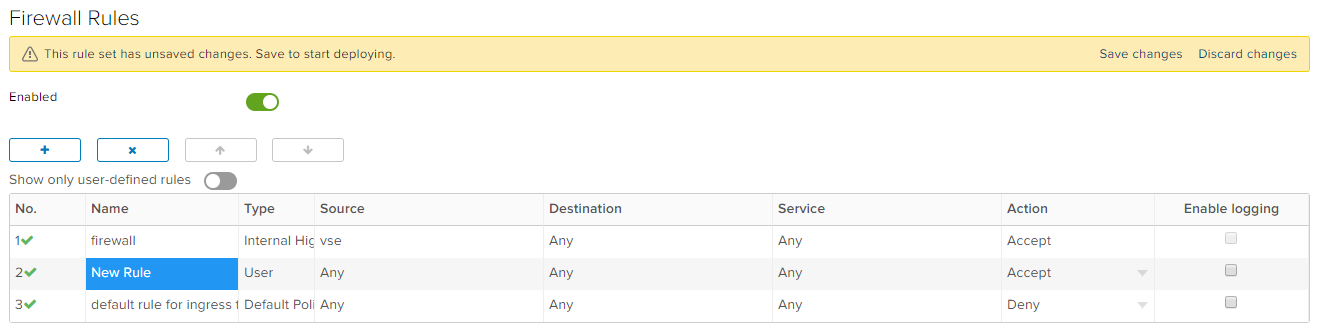 Firewall Rules
This rule set has unsaved changes. Save to start deploying. Save changes Discard changes
Enabled
Show only user-defined rules
No. Name Type Source Destination Service Action Enable logging
1 firewall Internal Hig vse Any Any Accept
2 New Rule User Any Any Any Accept
3 default rule for ingress t Default Poli Any Any Any Deny